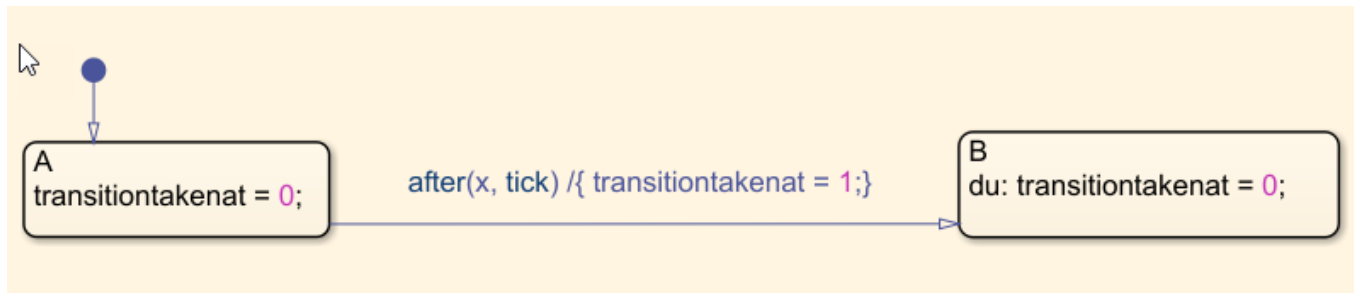 A
transitiontakenat = 0;
after(x, tick) /{ transitiontakenat = 1;}
B
du: transitiontakenat = 0;